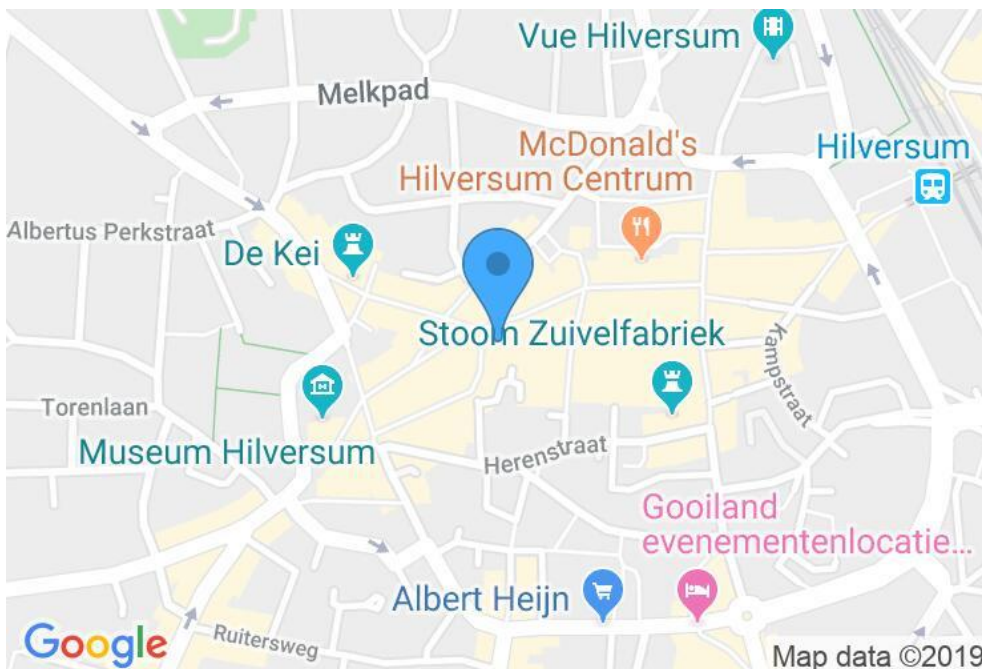 Vue Hilversum
Melkpad
McDonald's
Hilversum Centrum
Hilversum
Albertus Perkstraat
De Kei
Stoom Zuivelfabriek
Kampstraat
Torenlaan
Museum Hilversum
Herenstraat
Gooiland
evenementenlocatie...
Albert Heijn
Google
Ruitersweg
Map data ©2019